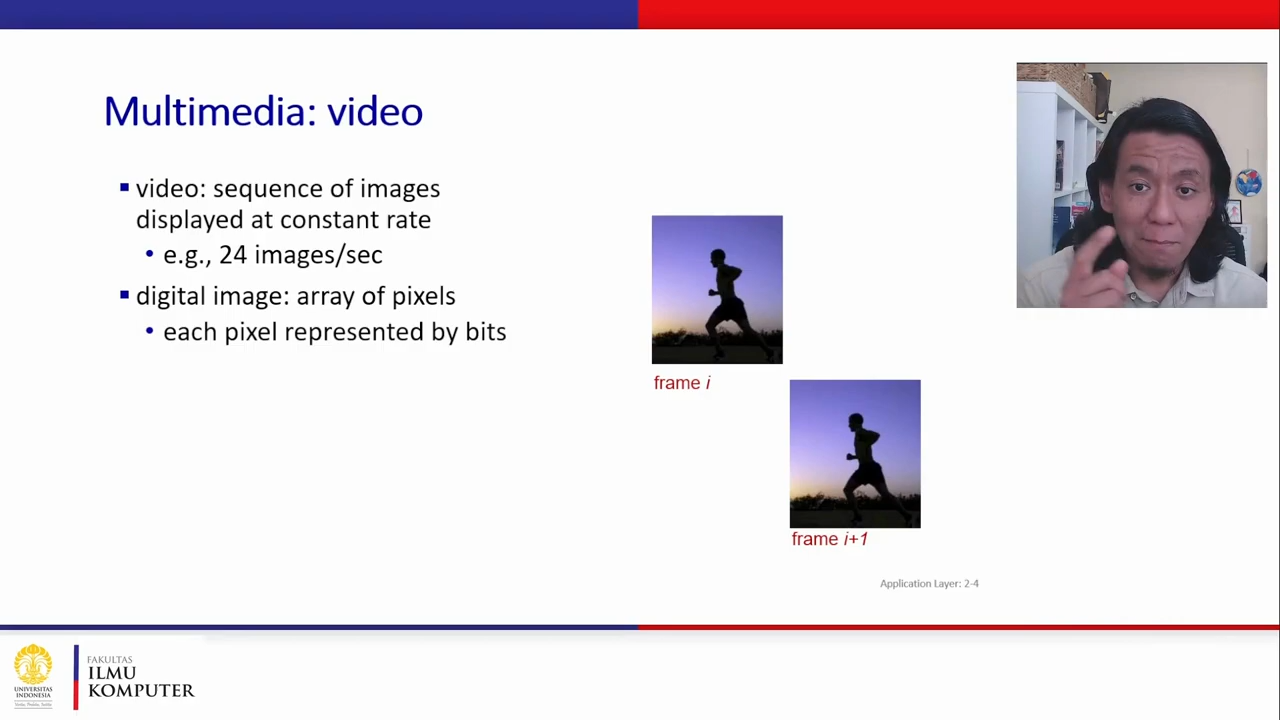 Multimedia: video
▪ video: sequence of images
displayed at constant rate
• e.g., 24 images/sec
▪ digital image: array of pixels
• each pixel represented by bits
frame i
frame i+1
Application Layer: 2-4
UNIVERSITAS
INDONESIA
FAKULTAS
ILMU
KOMPUTER